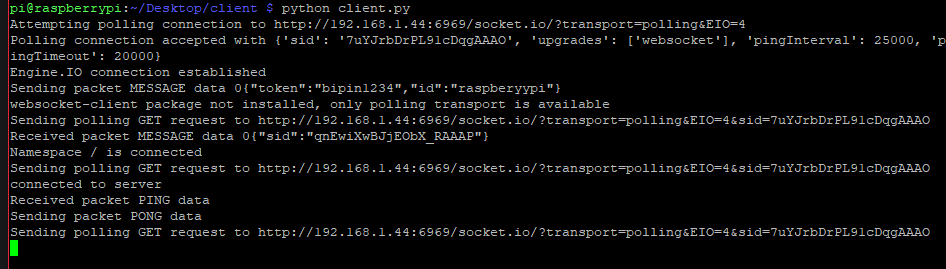 pi@raspberrypi:~/Desktop/client $ python client.py
Attempting polling connection to http://192.168.1.44:6969/socket.io/?transport=polling&EIO=4
Polling connection accepted with {'sid': '7uYJrbDrPL91cDqgAAAO', 'upgrades': ['websocket'], 'pingInterval': 25000, 'p
ingTimeout': 20000}
Engine.IO connection established
Sending packet MESSAGE data 0{"token":"bipin1234","id":"raspberyypi"}
websocket-client package not installed, only polling transport is available
Sending polling GET request to http://192.168.1.44:6969/socket.io/?transport=polling&EIO=4&sid=7uYJrbDrPL91cDqgAAAO
Received packet MESSAGE data 0{"sid":"qnEwiXwBJjEObX_RAAAP"}
Namespace / is connected
Sending polling GET request to http://192.168.1.44:6969/socket.io/?transport=polling&EIO=4&sid=7uYJrbDrPL91cDqgAAAO
connected to server
Received packet PING data
Sending packet PONG data
Sending polling GET request to http://192.168.1.44:6969/socket.io/?transport=polling&EIO=4&sid=7uYJrbDrPL91cDqgAAAO